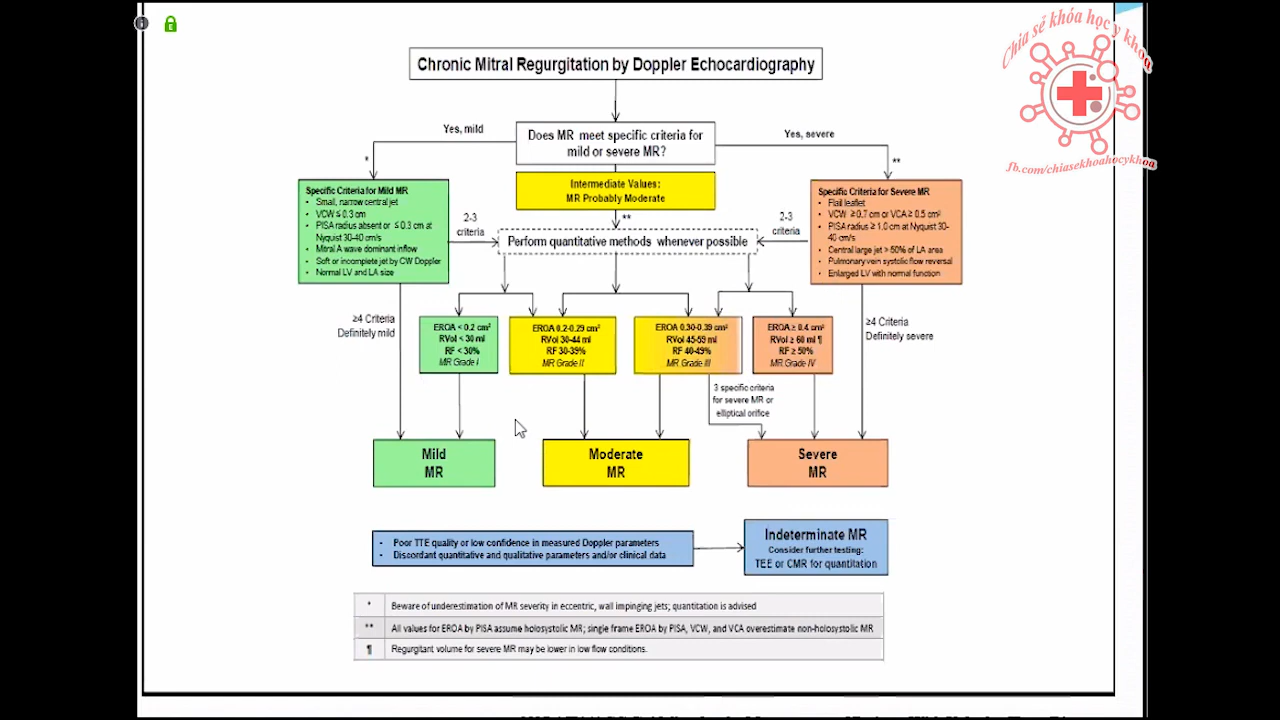 Chia sẻ khóa học y khoa
fb.com/chiasekhoahocykhoa
Chronic Mitral Regurgitation by Doppler Echocardiography
Yes, mild
Does MR meet specific criteria for
mild or severe MR?
Yes, severe
*
**
Specific Criteria for Mild MR
• Small, narrow central jet
• VCW ≤ 0.3 cm
• PISA radius absent or ≤ 0.3 cm at
Nyquist 30-40 cm/s
• Mitral A wave dominant inflow
• Soft or incomplete jet by CW Doppler
• Normal LV and LA size
Intermediate Values:
MR Probably Moderate
**
Specific Criteria for Severe MR
• Flail leaflet
• VCW ≥ 0.7 cm or VCA ≥ 0.5 cm²
• PISA radius ≥ 1.0 cm at Nyquist 30-
40 cm/s
• Central large jet > 50% of LA area
• Pulmonary vein systolic flow reversal
• Enlarged LV with normal function
2-3
criteria
Perform quantitative methods whenever possible
2-3
criteria
≥4 Criteria
Definitely mild
EROA < 0.2 cm²
RVol < 30 ml
RF < 30%
MR Grade I
EROA 0.2-0.29 cm²
RVol 30-44 ml
RF 30-39%
MR Grade II
EROA 0.30-0.39 cm²
RVol 45-59 ml
RF 40-49%
MR Grade III
EROA ≥ 0.4 cm²
RVol ≥ 60 ml ¶
RF ≥ 50%
MR Grade IV
≥4 Criteria
Definitely severe
3 specific criteria
for severe MR or
elliptical orifice
Mild
MR
Moderate
MR
Severe
MR
• Poor TTE quality or low confidence in measured Doppler parameters
• Discordant quantitative and qualitative parameters and/or clinical data
Indeterminate MR
Consider further testing:
TEE or CMR for quantitation
* Beware of underestimation of MR severity in eccentric, wall impinging jets; quantitation is advised
** All values for EROA by PISA assume holosystolic MR; single frame EROA by PISA, VCW, and VCA overestimate non-holosystolic MR
¶ Regurgitant volume for severe MR may be lower in low flow conditions.